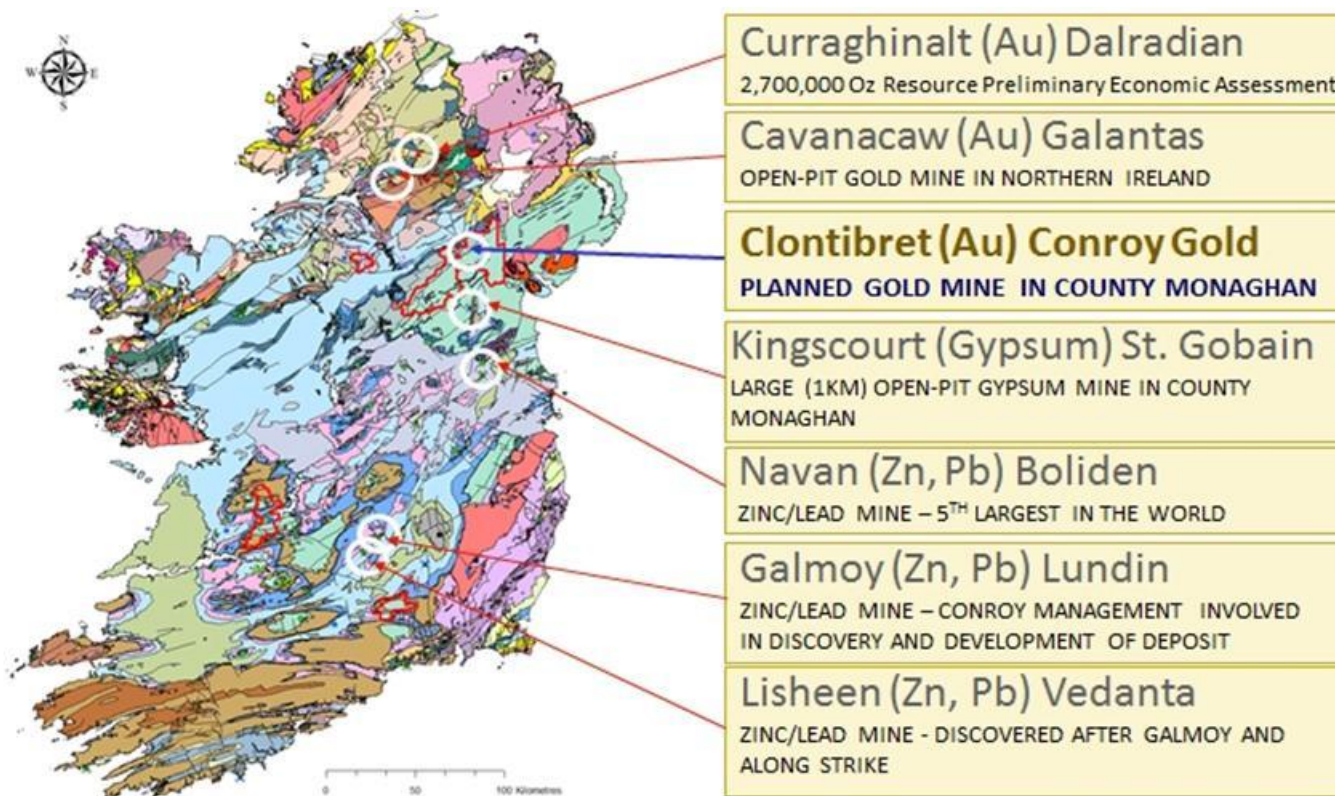 N
W E
S
Curraghinalt (Au) Dalradian
2,700,000 Oz Resource Preliminary Economic Assessment
Cavanacaw (Au) Galantas
OPEN-PIT GOLD MINE IN NORTHERN IRELAND
Clontibret (Au) Conroy Gold
PLANNED GOLD MINE IN COUNTY MONAGHAN
Kingscourt (Gypsum) St. Gobain
LARGE (1KM) OPEN-PIT GYPSUM MINE IN COUNTY
MONAGHAN
Navan (Zn, Pb) Boliden
ZINC/LEAD MINE – 5TH LARGEST IN THE WORLD
Galmoy (Zn, Pb) Lundin
ZINC/LEAD MINE – CONROY MANAGEMENT INVOLVED
IN DISCOVERY AND DEVELOPMENT OF DEPOSIT
Lisheen (Zn, Pb) Vedanta
ZINC/LEAD MINE - DISCOVERED AFTER GALMOY AND
ALONG STRIKE
0 50 100 Kilometres